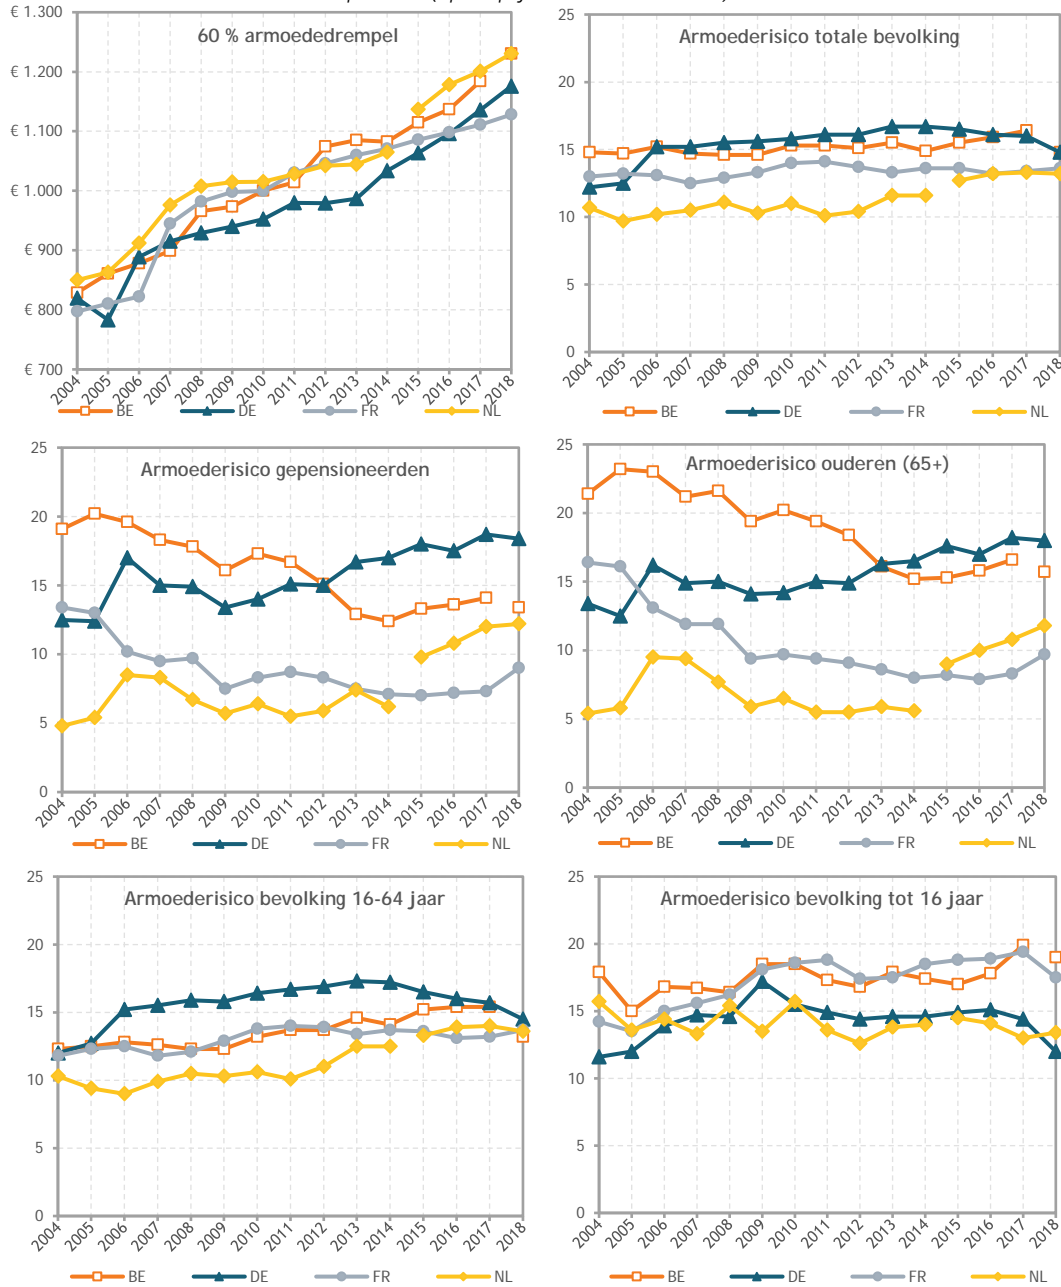 € 1.300
60 % armoededrempel
€ 1.200
€ 1.100
€ 1.000
€ 900
€ 800
€ 700
2004 2005 2006 2007 2008 2009 2010 2011 2012 2013 2014 2015 2016 2017 2018
BE DE FR NL
25
Armoederisico totale bevolking
20
15
10
5
0
2004 2005 2006 2007 2008 2009 2010 2011 2012 2013 2014 2015 2016 2017 2018
BE DE FR NL
25
Armoederisico gepensioneerden
20
15
10
5
0
2004 2005 2006 2007 2008 2009 2010 2011 2012 2013 2014 2015 2016 2017 2018
BE DE FR NL
25
Armoederisico ouderen (65+)
20
15
10
5
0
2004 2005 2006 2007 2008 2009 2010 2011 2012 2013 2014 2015 2016 2017 2018
BE DE FR NL
25
Armoederisico bevolking 16-64 jaar
20
15
10
5
0
2004 2005 2006 2007 2008 2009 2010 2011 2012 2013 2014 2015 2016 2017 2018
BE DE FR NL
25
Armoederisico bevolking tot 16 jaar
20
15
10
5
0
2004 2005 2006 2007 2008 2009 2010 2011 2012 2013 2014 2015 2016 2017 2018
BE DE FR NL